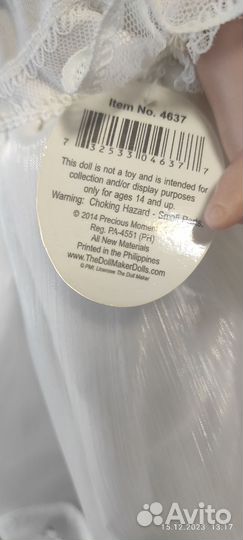 Item No. 4637
7 32533 04637 7
This doll is not a toy and is intended for
collection and/or display purposes
only for ages 14 and up.
Warning: Choking Hazard - Small Parts.
© 2014 Precious Moments
Reg. PA-4551 (PH)
All New Materials
Printed in the Philippines
www.TheDollMakerDolls.com
© PMI. Licensee The Doll Maker
15.12.2023 13:17
Avito